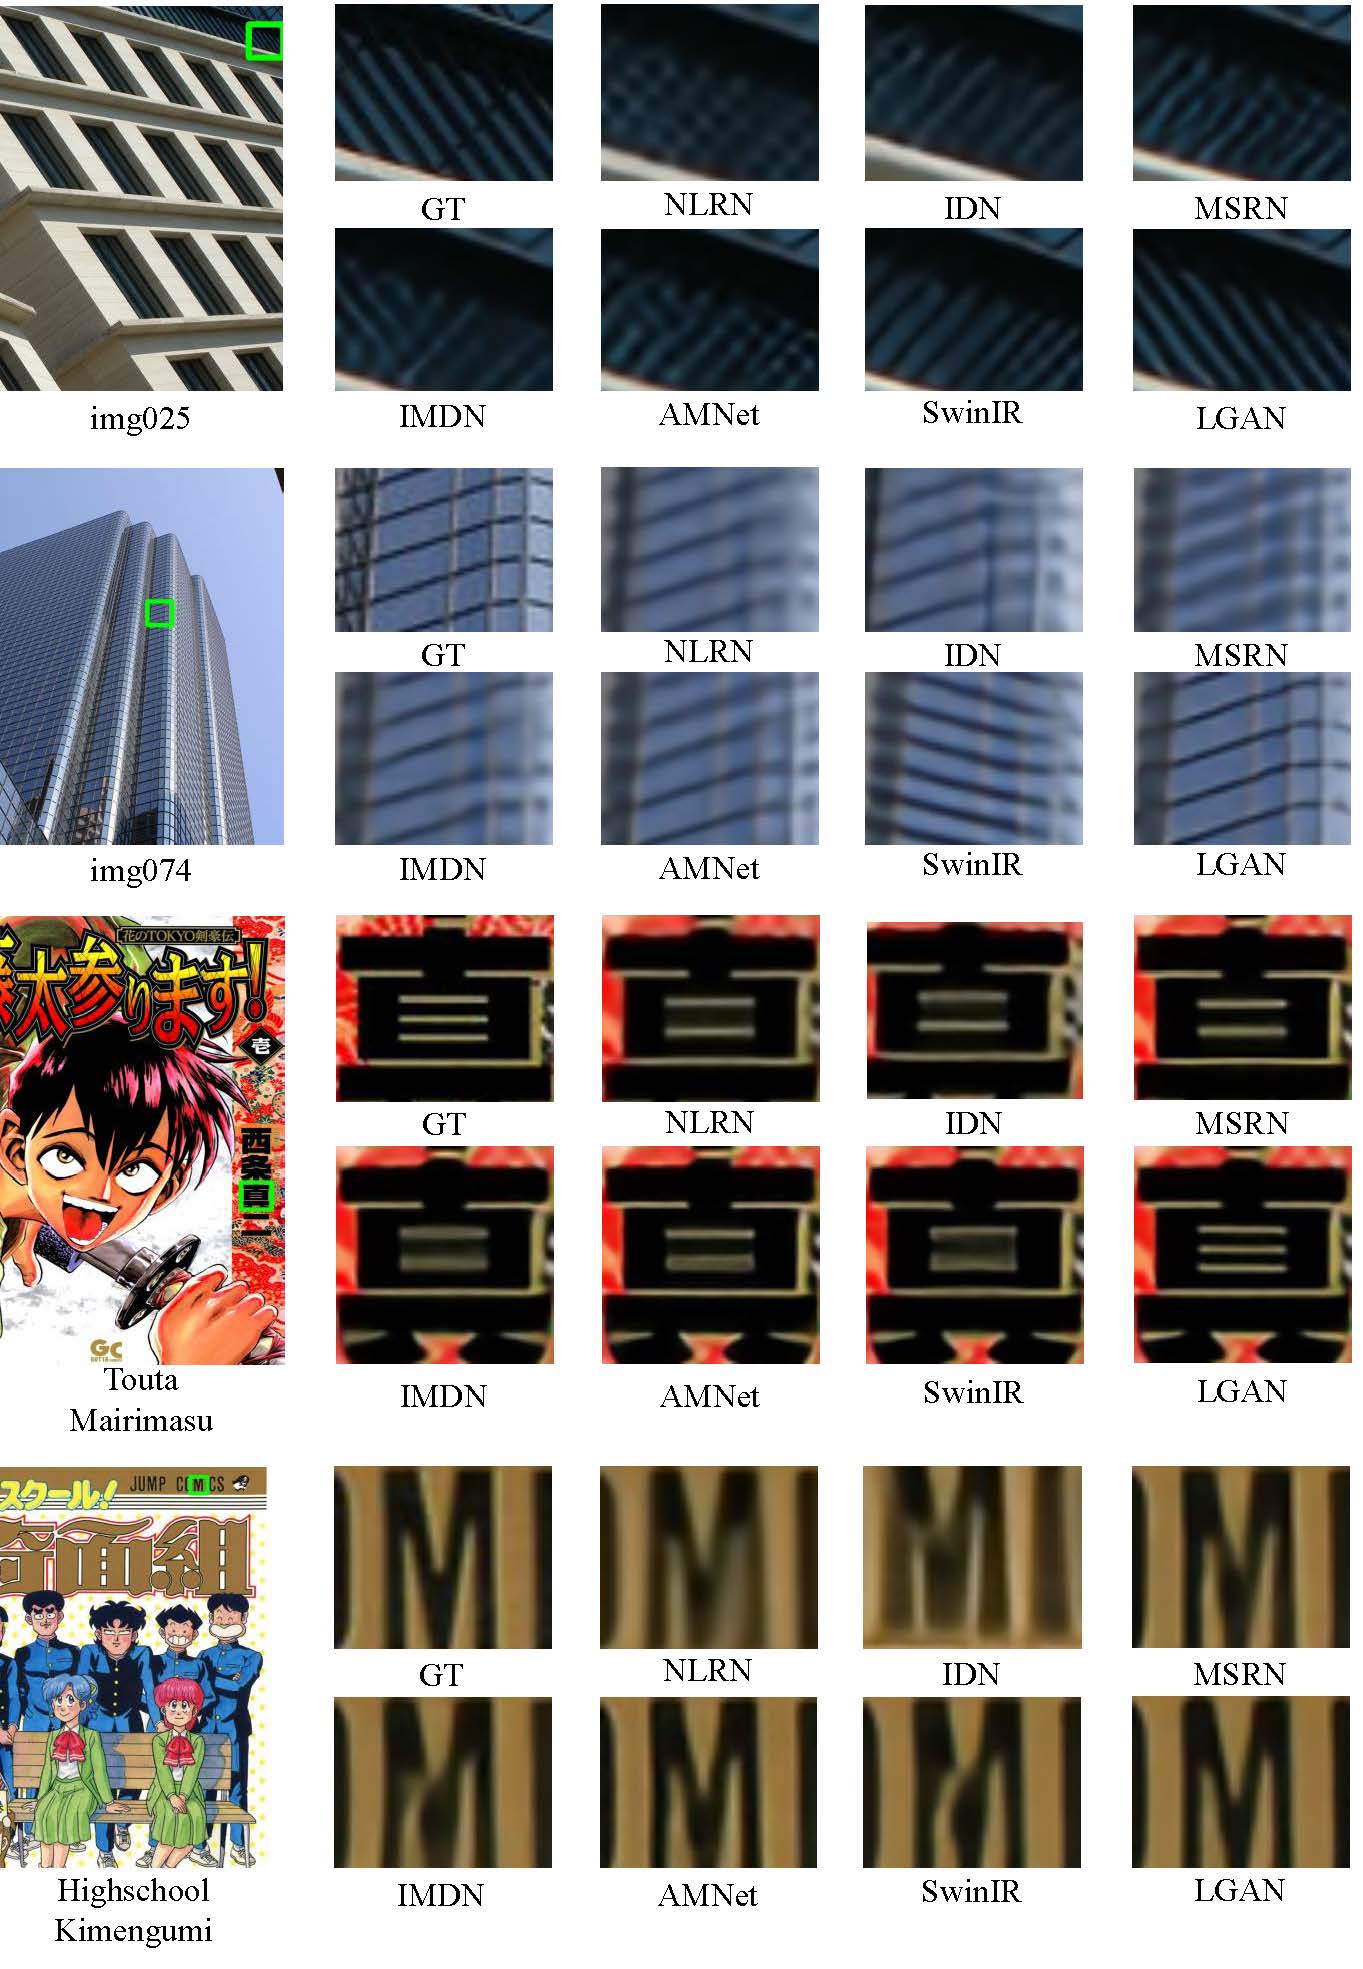 GT NLRN IDN MSRN
img025 IMDN AMNet SwinIR LGAN
GT NLRN IDN MSRN
img074 IMDN AMNet SwinIR LGAN
花のTOKYO剣豪伝
太参ります!
壱
西条真二
GC
真
GT NLRN IDN MSRN
Touta
Mairimasu
IMDN AMNet SwinIR LGAN
JUMP COMICS
スクール!
奇面組
M M M M
GT NLRN IDN MSRN
M M M M
Highschool
Kimengumi
IMDN AMNet SwinIR LGAN